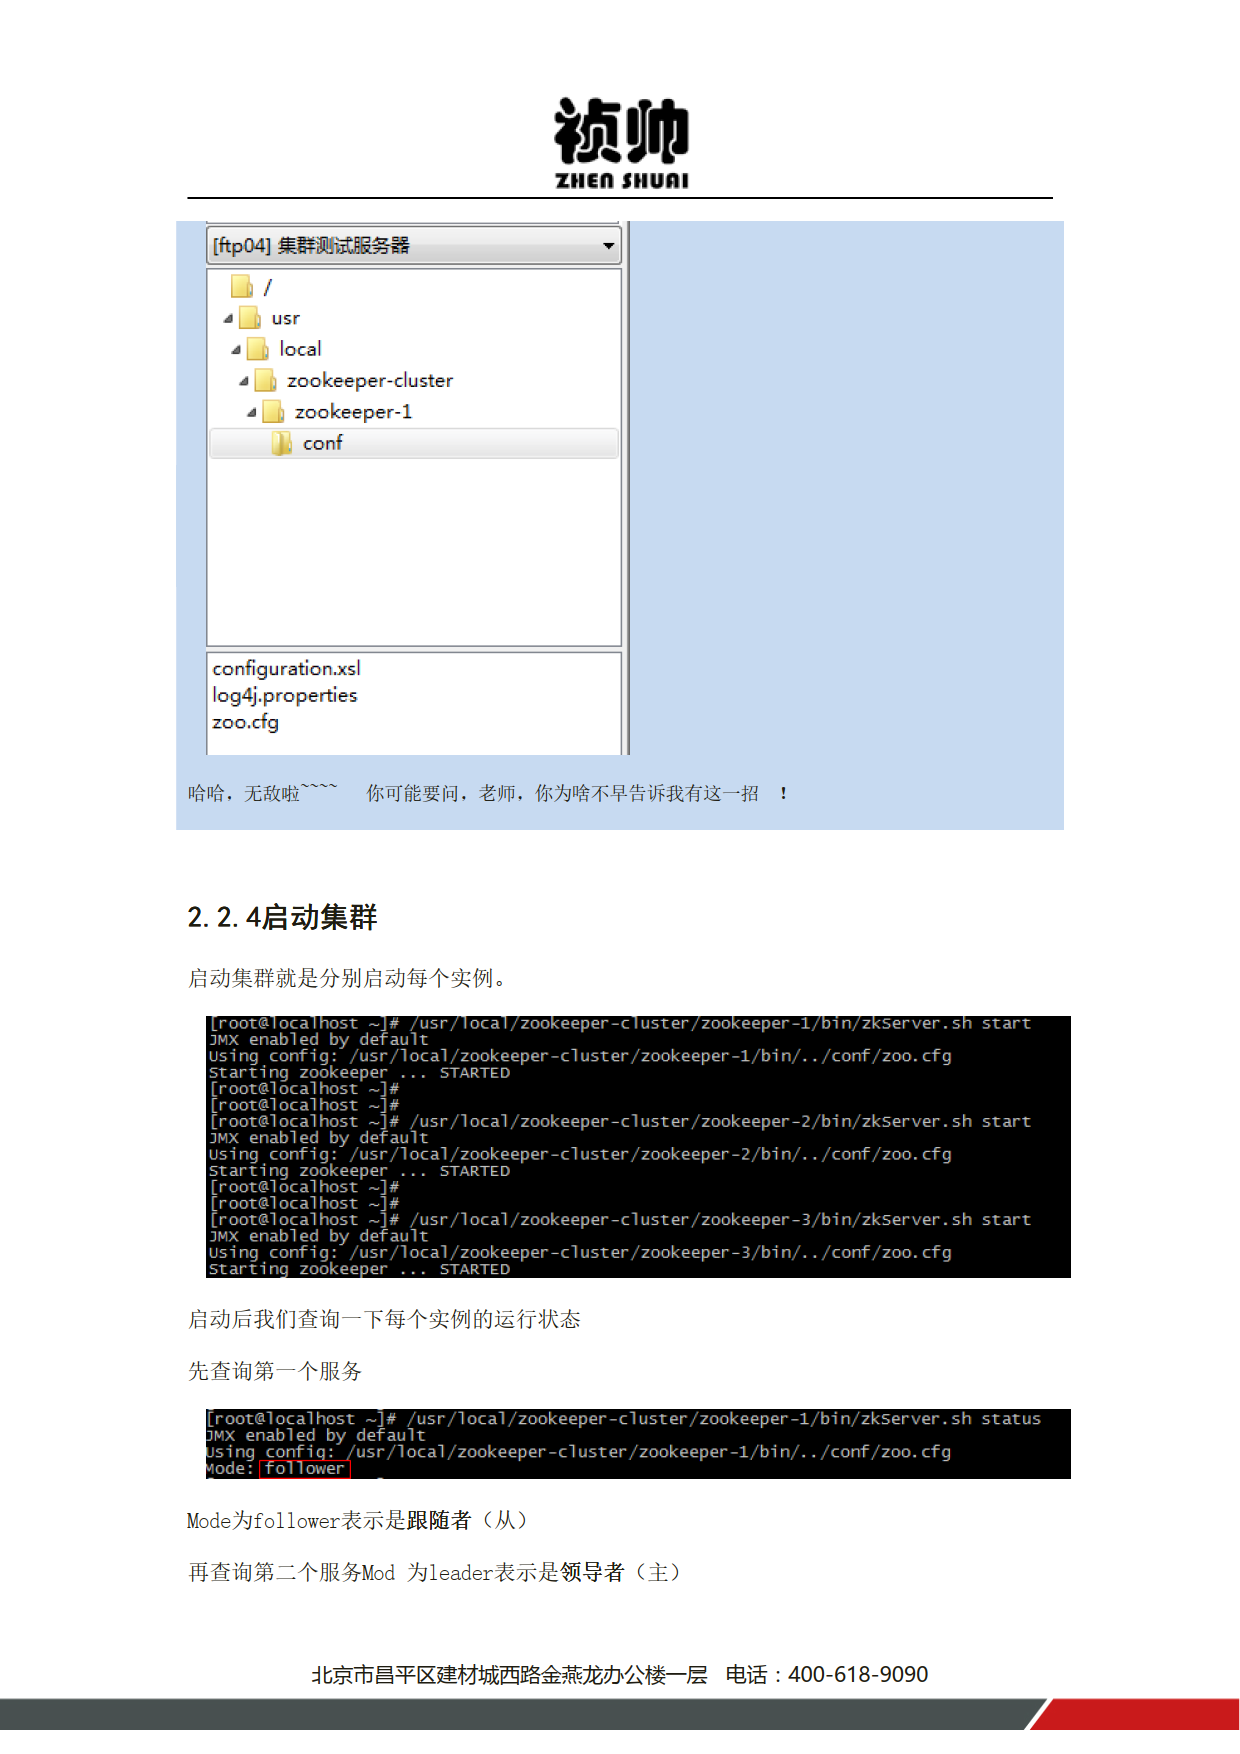 祯帅
ZHEN SHUAI
[ftp04] 集群测试服务器
/
usr
local
zookeeper-cluster
zookeeper-1
conf
configuration.xsl
log4j.properties
zoo.cfg
哈哈，无敌啦~~~~ 你可能要问，老师，你为啥不早告诉我有这一招 ！
2.2.4启动集群
启动集群就是分别启动每个实例。
[root@localhost ~]# /usr/local/zookeeper-cluster/zookeeper-1/bin/zkServer.sh start
JMX enabled by default
Using config: /usr/local/zookeeper-cluster/zookeeper-1/bin/../conf/zoo.cfg
Starting zookeeper ... STARTED
[root@localhost ~]#
[root@localhost ~]#
[root@localhost ~]# /usr/local/zookeeper-cluster/zookeeper-2/bin/zkServer.sh start
JMX enabled by default
Using config: /usr/local/zookeeper-cluster/zookeeper-2/bin/../conf/zoo.cfg
Starting zookeeper ... STARTED
[root@localhost ~]#
[root@localhost ~]#
[root@localhost ~]# /usr/local/zookeeper-cluster/zookeeper-3/bin/zkServer.sh start
JMX enabled by default
Using config: /usr/local/zookeeper-cluster/zookeeper-3/bin/../conf/zoo.cfg
Starting zookeeper ... STARTED
启动后我们查询一下每个实例的运行状态
先查询第一个服务
[root@localhost ~]# /usr/local/zookeeper-cluster/zookeeper-1/bin/zkServer.sh status
JMX enabled by default
Using config: /usr/local/zookeeper-cluster/zookeeper-1/bin/../conf/zoo.cfg
Mode: follower
Mode为follower表示是跟随者（从）
再查询第二个服务Mod 为leader表示是领导者（主）
北京市昌平区建材城西路金燕龙办公楼一层 电话：400-618-9090